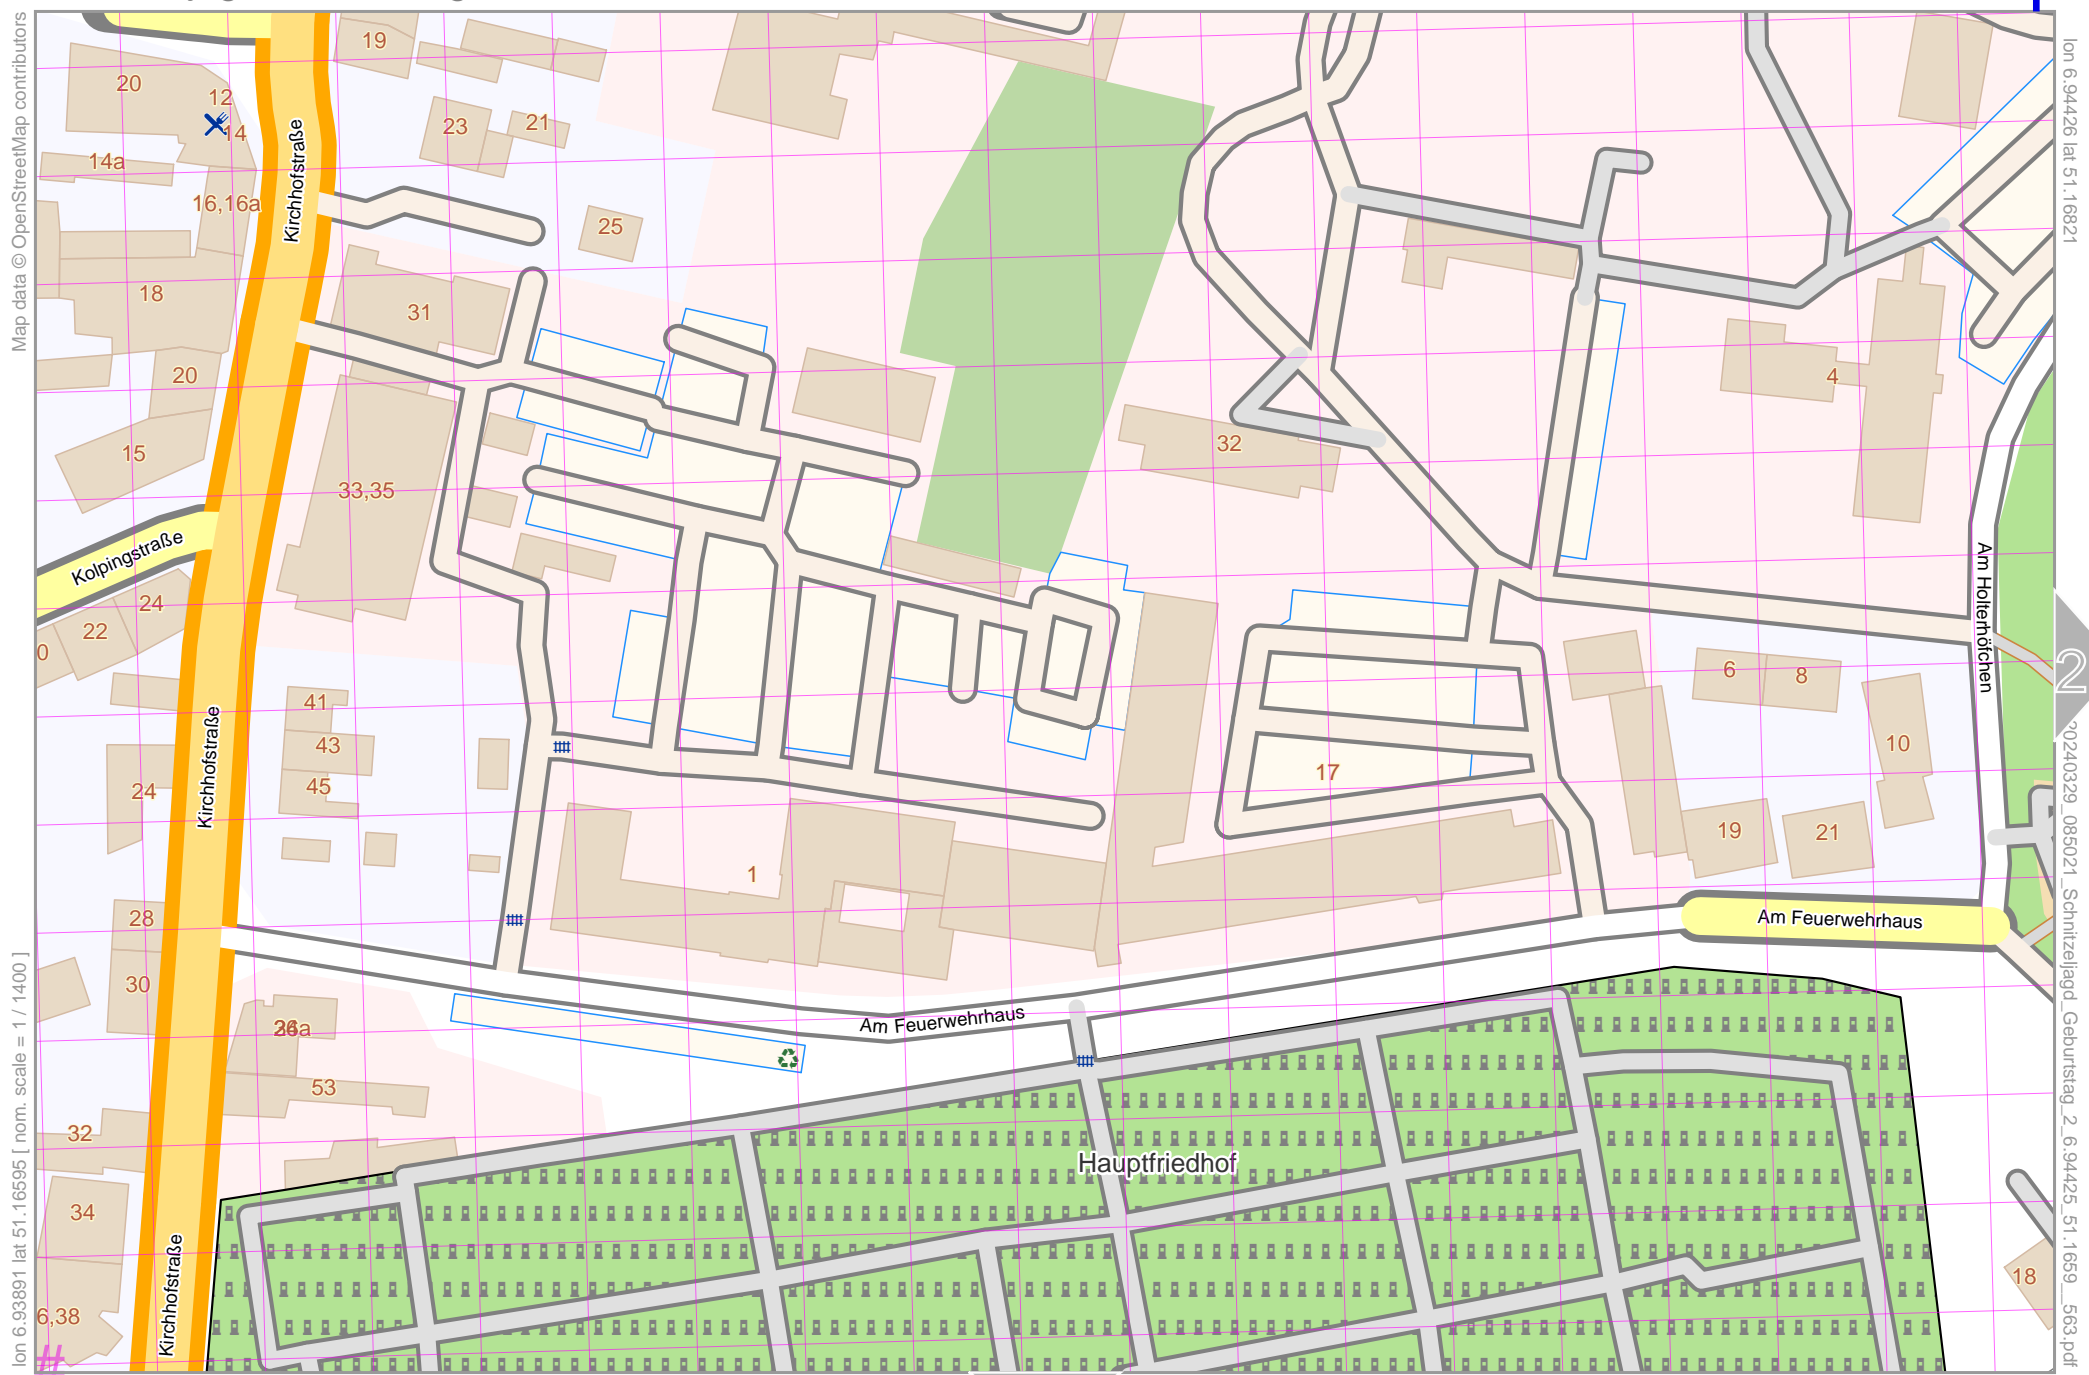 Map data © OpenStreetMap contributors
lon 6.93891 lat 51.16595 [ nom. scale = 1 / 1400 ]
lon 6.94426 lat 51.16821
20240329_085021_Schnitzeljagd_Geburtstag_2_6.94425_51.1659__563.pdf
2
#
19
20
12
14
23
21
14a
16,16a
25
Kirchhofstraße
18
31
20
4
15
32
33,35
Kolpingstraße
Am Holterhöfchen
24
22
0
6
8
41
43
10
45
17
24
Kirchhofstraße
19
21
1
28
Am Feuerwehrhaus
30
Am Feuerwehrhaus
53
32
Hauptfriedhof
34
18
6,38
Kirchhofstraße